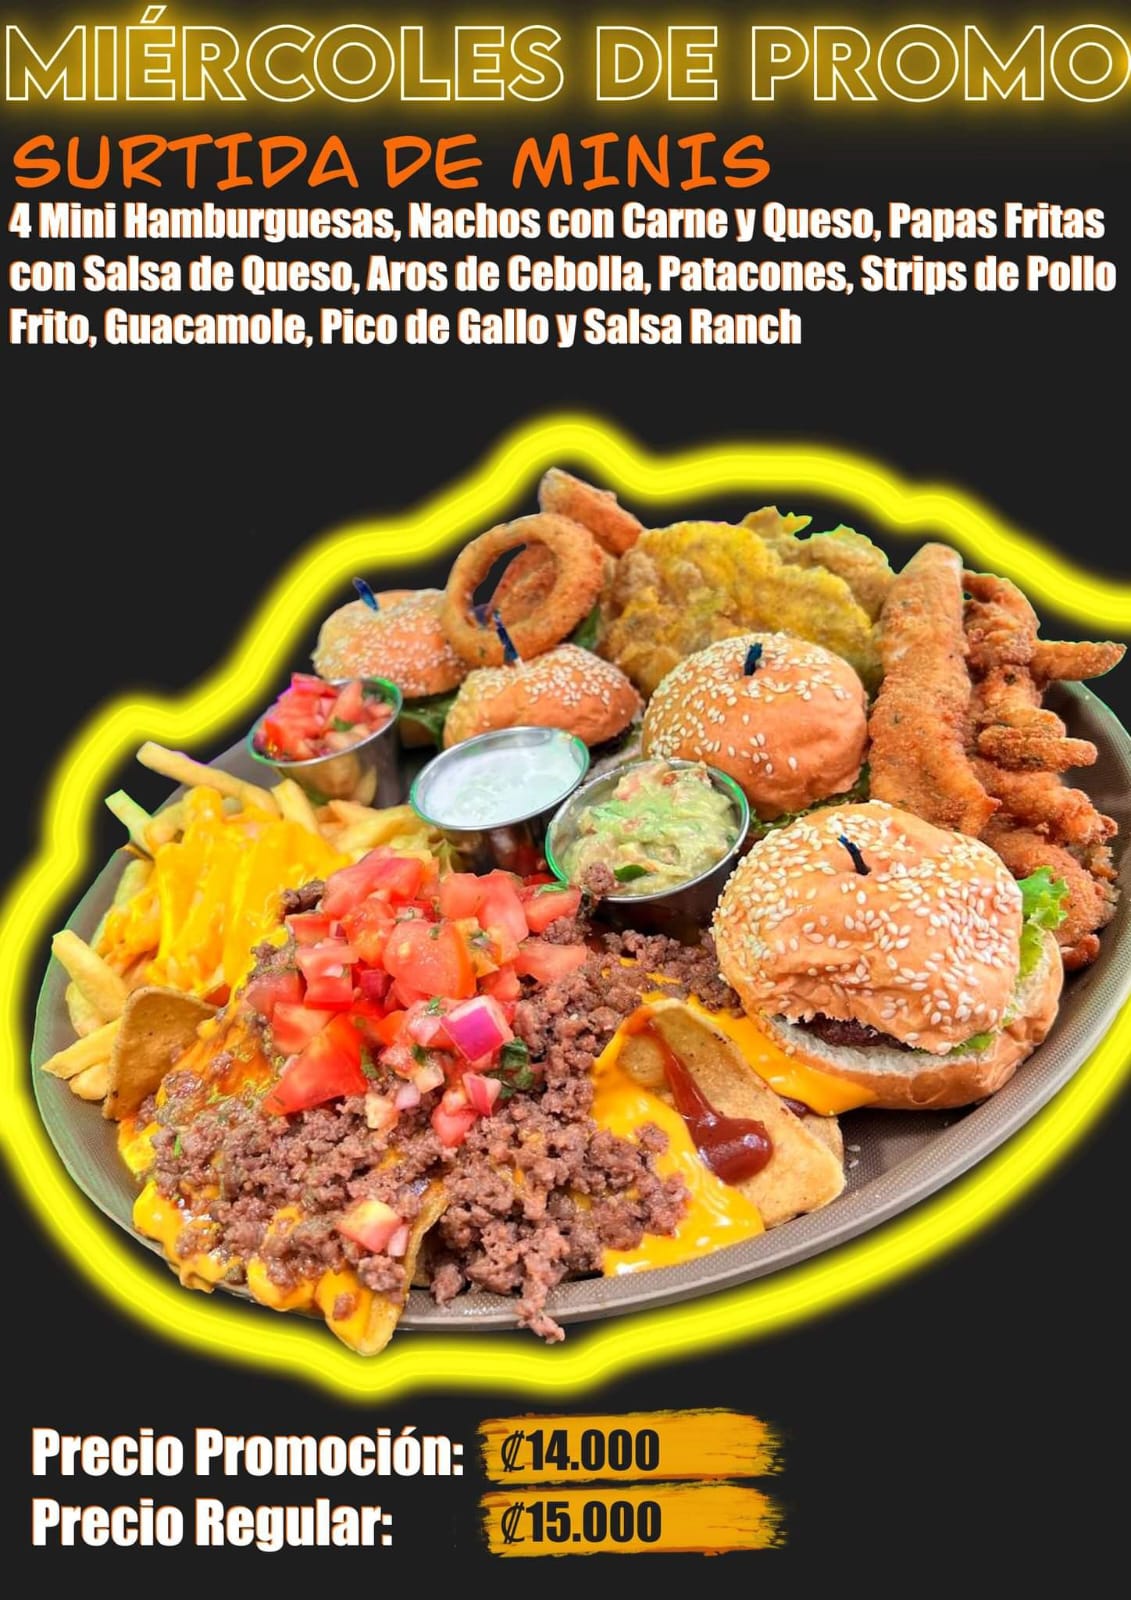 MIÉRCOLES DE PROMO
SURTIDA DE MINIS
4 Mini Hamburguesas, Nachos con Carne y Queso, Papas Fritas
con Salsa de Queso, Aros de Cebolla, Patacones, Strips de Pollo
Frito, Guacamole, Pico de Gallo y Salsa Ranch
Precio Promoción: ₡14.000
Precio Regular: ₡15.000